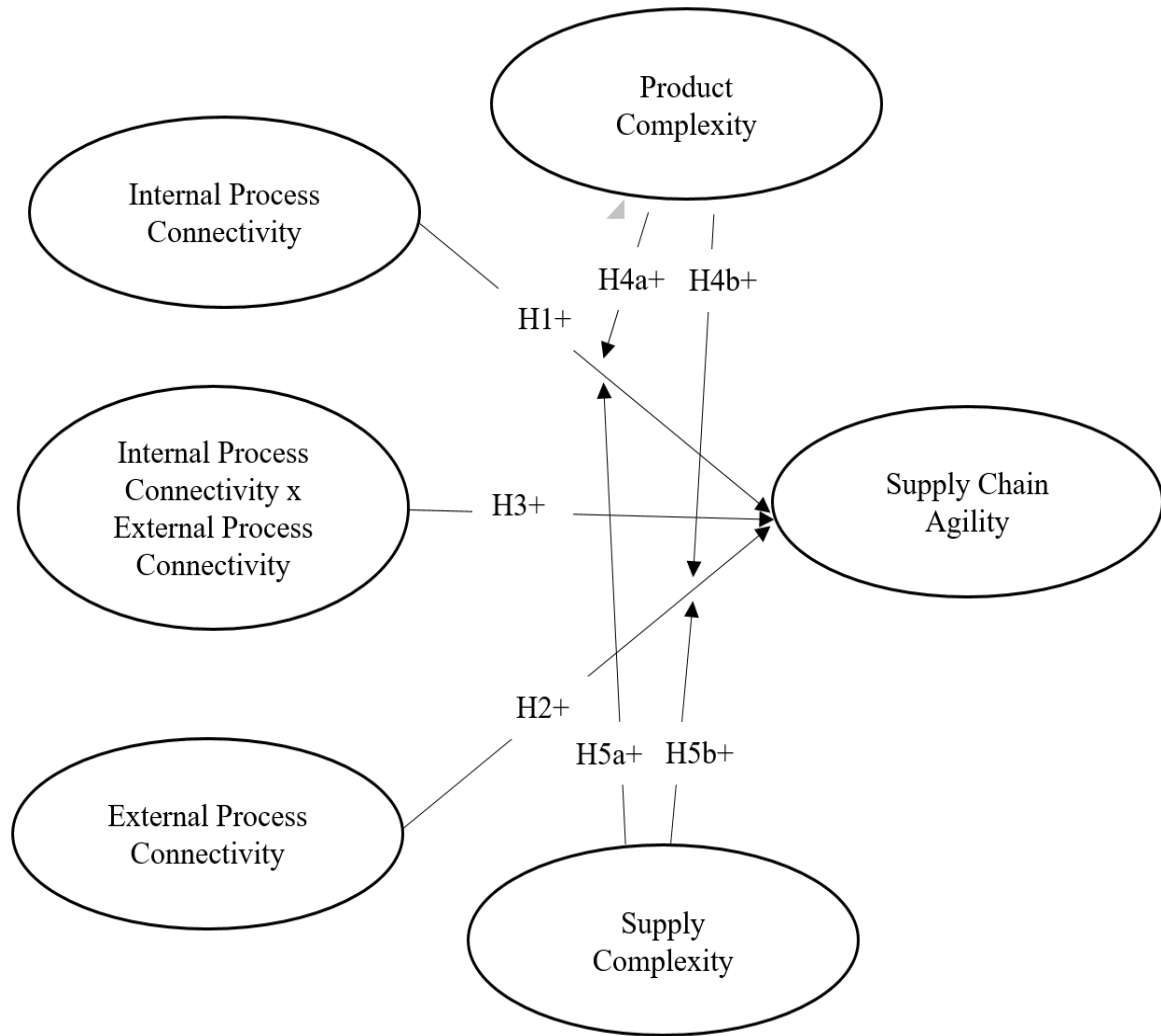 Product
Complexity
Internal Process
Connectivity
H4a+
H4b+
H1+
Internal Process
Connectivity x
External Process
Connectivity
H3+
Supply Chain
Agility
H2+
H5a+
H5b+
External Process
Connectivity
Supply
Complexity